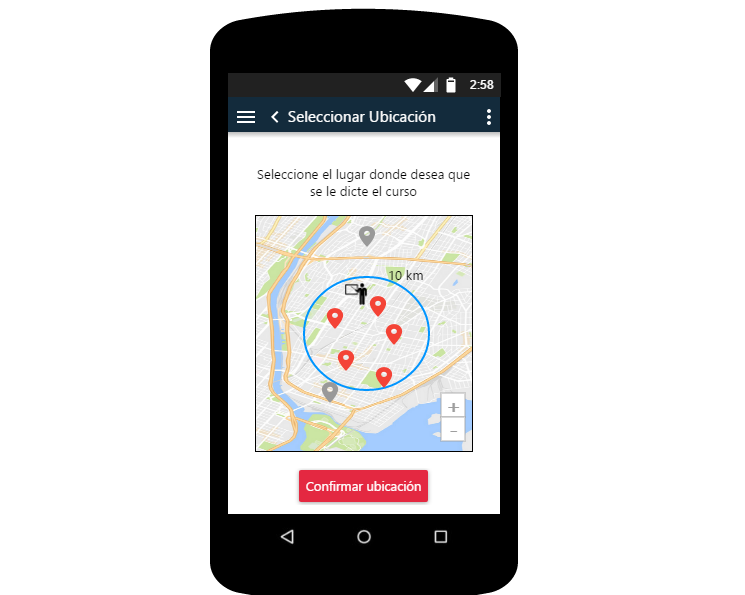 2:58
Seleccionar Ubicación
Seleccione el lugar donde desea que
se le dicte el curso
10 km
+
-
Confirmar ubicación